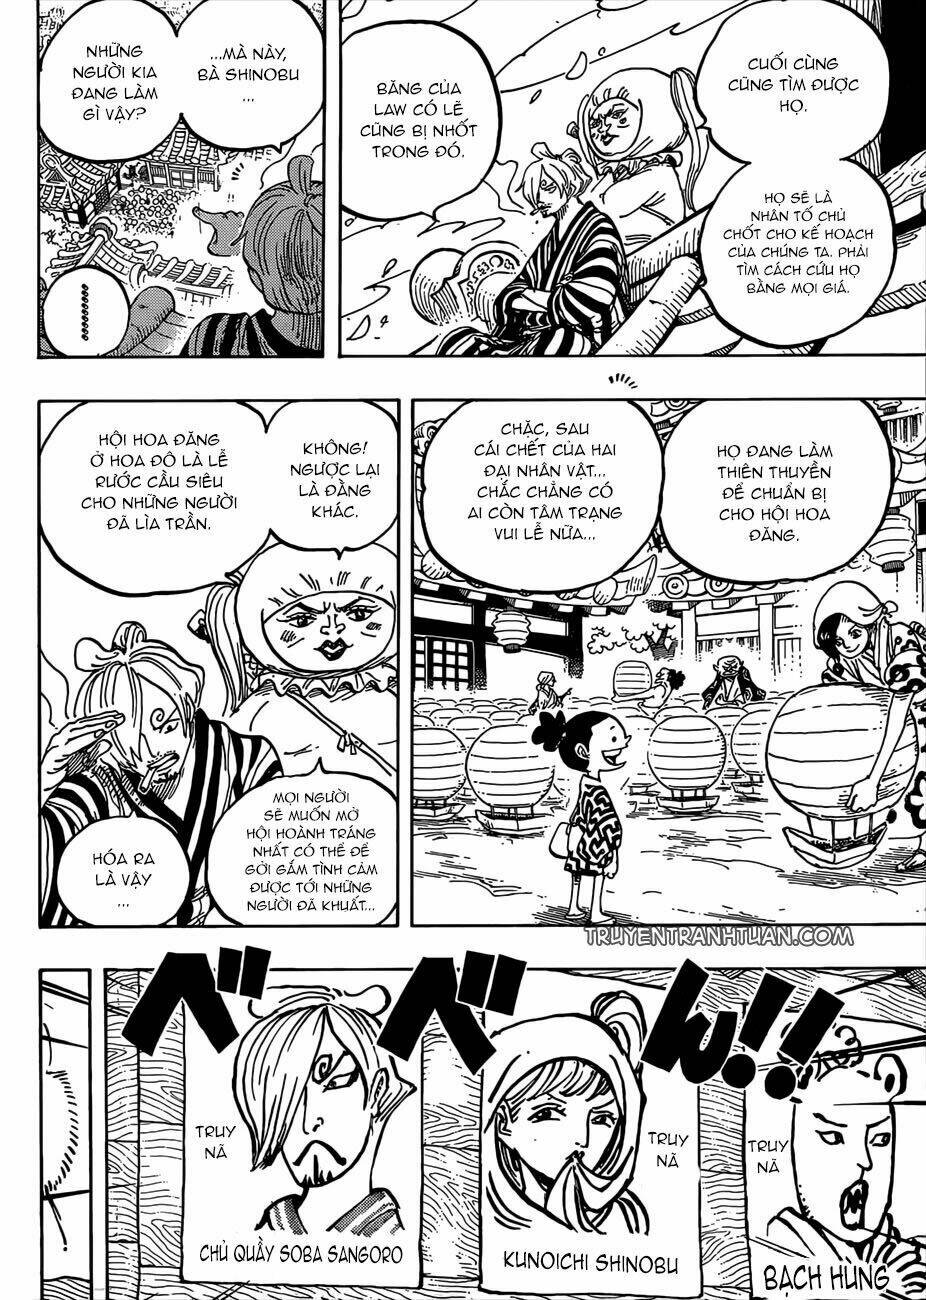 CUỐI CÙNG
CŨNG TÌM ĐƯỢC
HỌ.
HỌ SẼ LÀ
NHÂN TỐ CHỦ
CHỐT CHO KẾ HOẠCH
CỦA CHÚNG TA. PHẢI
TÌM CÁCH CỨU HỌ
BẰNG MỌI GIÁ.
BĂNG CỦA
LAW CÓ LẼ
CŨNG BỊ NHỐT
TRONG ĐÓ.
...MÀ NÀY,
BÀ SHINOBU
...
NHỮNG
NGƯỜI KIA
ĐANG LÀM
GÌ VẬY?
HỌ ĐANG LÀM
THIÊN THUYỀN
ĐỂ CHUẨN BỊ
CHO HỘI HOA
ĐĂNG.
CHẶC, SAU
CÁI CHẾT CỦA HAI
ĐẠI NHÂN VẬT...
CHẮC CHẲNG CÓ
AI CÒN TÂM TRẠNG
VUI LỄ NỮA...
KHÔNG!
NGƯỢC LẠI
LÀ ĐẰNG
KHÁC.
HỘI HOA ĐĂNG
Ở HOA ĐÔ LÀ LỄ
RƯỚC CẦU SIÊU
CHO NHỮNG NGƯỜI
ĐÃ LÌA TRẦN.
MỌI NGƯỜI
SẼ MUỐN MỞ
HỘI HOÀNH TRÁNG
NHẤT CÓ THỂ ĐỂ
GỞI GẮM TÌNH CẢM
ĐƯỢC TỚI NHỮNG
NGƯỜI ĐÃ KHUẤT...
HÓA RA
LÀ VẬY
...
TRUYENTRANHTUAN.COM
べべん!!
TRUY
NÃ
CHỦ QUẦY SOBA SANGORO
TRUY
NÃ
KUNOICHI SHINOBU
TRUY
NÃ
BẠCH HÙNG